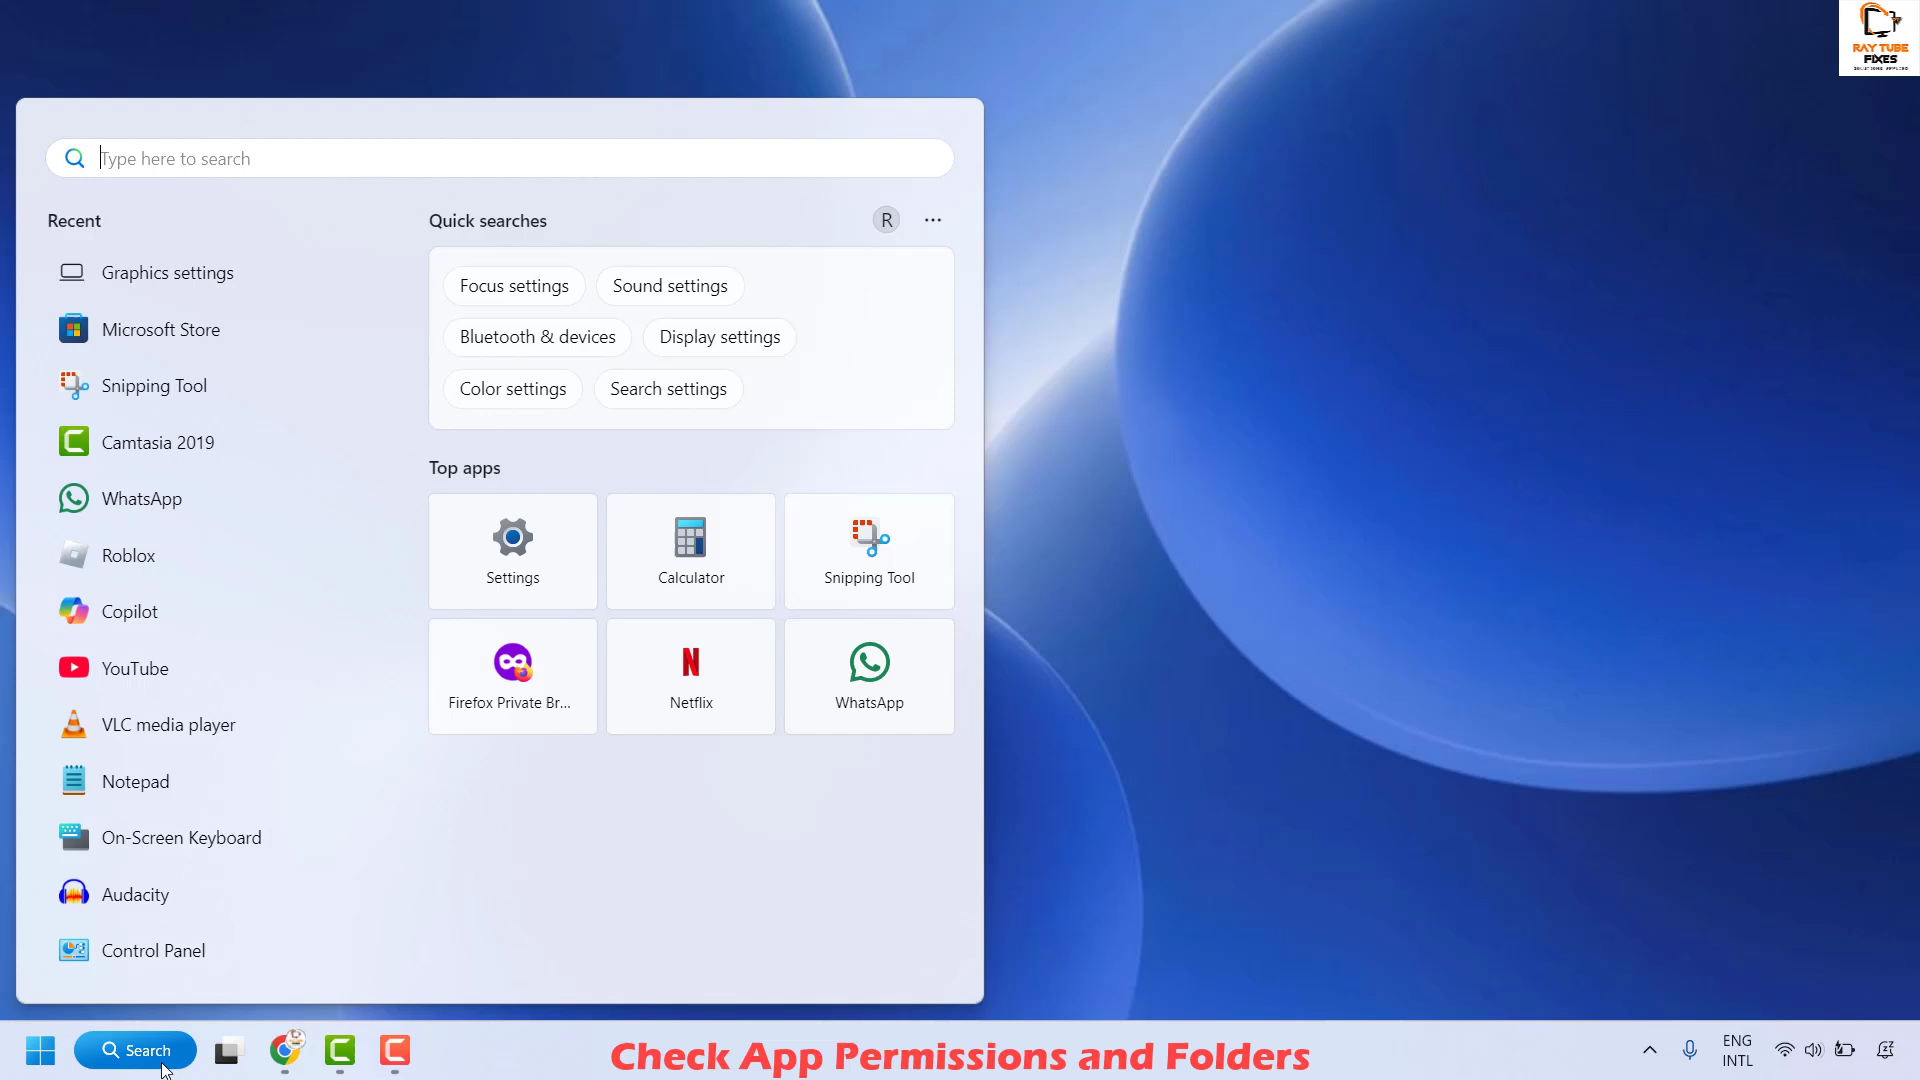 RAY TUBE
FIXES
Type here to search
Recent
Graphics settings
Microsoft Store
Snipping Tool
Camtasia 2019
WhatsApp
Roblox
Copilot
YouTube
VLC media player
Notepad
On-Screen Keyboard
Audacity
Control Panel
Quick searches
R
Focus settings
Sound settings
Bluetooth & devices
Display settings
Color settings
Search settings
Top apps
Settings
Calculator
Snipping Tool
Firefox Private Br...
Netflix
WhatsApp
Search
Check App Permissions and Folders
ENG
INTL